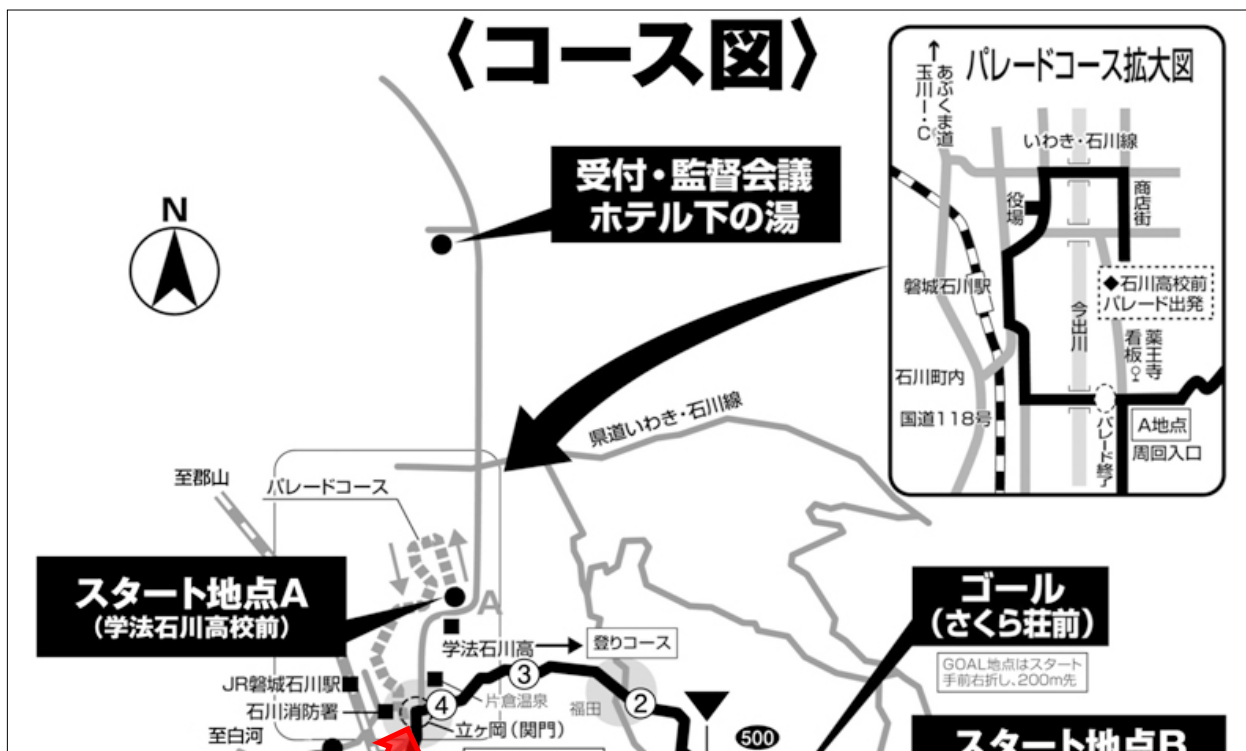 〈コース図〉
受付・監督会議
ホテル下の湯
N
パレードコース拡大図
あぶくま道
玉川I・C
いわき・石川線
役場
商店街
磐城石川駅
◆石川高校前
パレード出発
今出川
薬王寺
看板
石川町内
国道118号
パレード終了
A地点
周回入口
県道いわき・石川線
至郡山
パレードコース
スタート地点A
(学法石川高校前)
A
学法石川高
登りコース
ゴール
(さくら荘前)
GOAL地点はスタート
手前右折し、200m先
JR磐城石川駅
石川消防署
至白河
片倉温泉
福田
立ヶ岡(関門)
④
③
②
500
スタート地点B